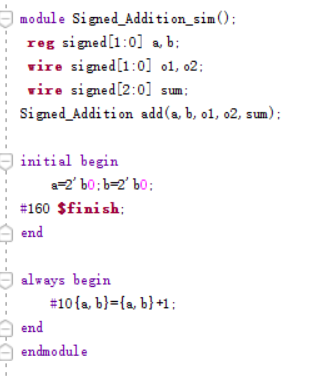 module Signed_Addition_sim();
reg signed[1:0] a,b;
wire signed[1:0] o1,o2;
wire signed[2:0] sum;
Signed_Addition add(a,b,o1,o2,sum);
initial begin
a=2'b0;b=2'b0;
#160 $finish;
end
always begin
#10{a,b}={a,b}+1;
end
endmodule